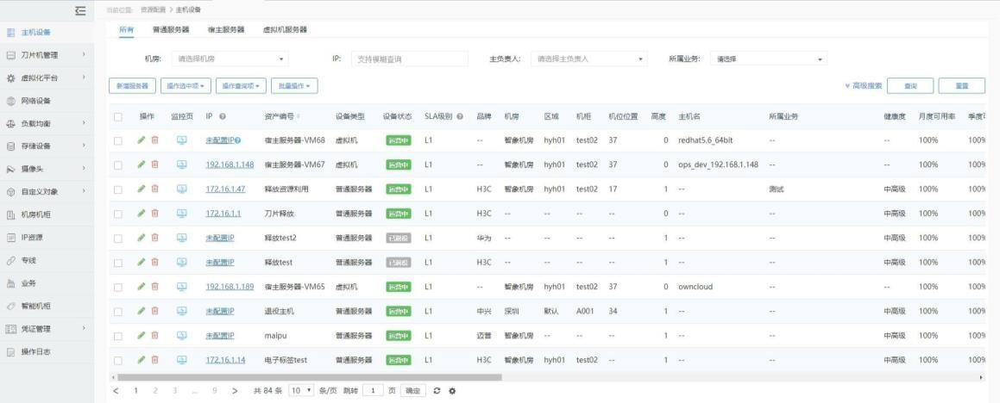 当前位置: 资源配置 > 主机设备
主机设备
刀片机管理
虚拟化平台
网络设备
负载均衡
存储设备
摄像头
自定义对象
机房机柜
IP资源
专线
业务
智能机柜
凭证管理
操作日志
所有 普通服务器 宿主服务器 虚拟机服务器
机房: 请选择机房 IP: 支持模糊查询 主负责人: 请选择主负责人 所属业务: 请选择
新增服务器 操作选中项 操作查询项 批量操作 高级搜索 查询 重置
操作 监控页 IP 资产编号 设备类型 设备状态 SLA级别 品牌 机房 区域 机柜 机位位置 高度 主机名 所属业务 健康度 月度可用率 季度可
未配置IP 宿主服务器-VM68 虚拟机 运营中 L1 -- 智象机房 hyh01 test02 37 0 redhat5.6_64bit -- -- 100% 100%
192.168.1.148 宿主服务器-VM67 虚拟机 运营中 L1 -- 智象机房 hyh01 test02 37 0 ops_dev_192.168.1.148 -- -- 100% 100%
172.16.1.47 释放资源利用 普通服务器 运营中 L1 H3C 智象机房 hyh01 test02 17 1 -- 测试 中高级 100% 100%
172.16.1.1 刀片释放 普通服务器 运营中 L1 H3C -- -- -- -- 0 -- -- 中高级 100% 100%
未配置IP 释放test2 普通服务器 L1 华为 -- -- -- -- 1 -- -- 中高级 100% 100%
未配置IP 释放test 普通服务器 L1 H3C -- -- -- -- 1 -- -- 中高级 100% 100%
192.168.1.189 宿主服务器-VM65 虚拟机 运营中 L1 -- 智象机房 hyh01 test02 37 0 owncloud -- -- 100% 100%
未配置IP 退役主机 普通服务器 运营中 L1 中兴 深圳 默认 A001 34 1 -- -- 中高级 100% 100%
未配置IP maipu 普通服务器 运营中 L1 迈普 智象机房 -- -- -- 1 -- -- 中高级 100% 100%
172.16.1.14 电子标签test 普通服务器 运营中 L1 H3C 智象机房 hyh01 test02 -- 1 -- -- 中高级 100% 100%
< 1 2 3 ... 9 > 共 84 条 10 条/页 跳转 1 页 确定